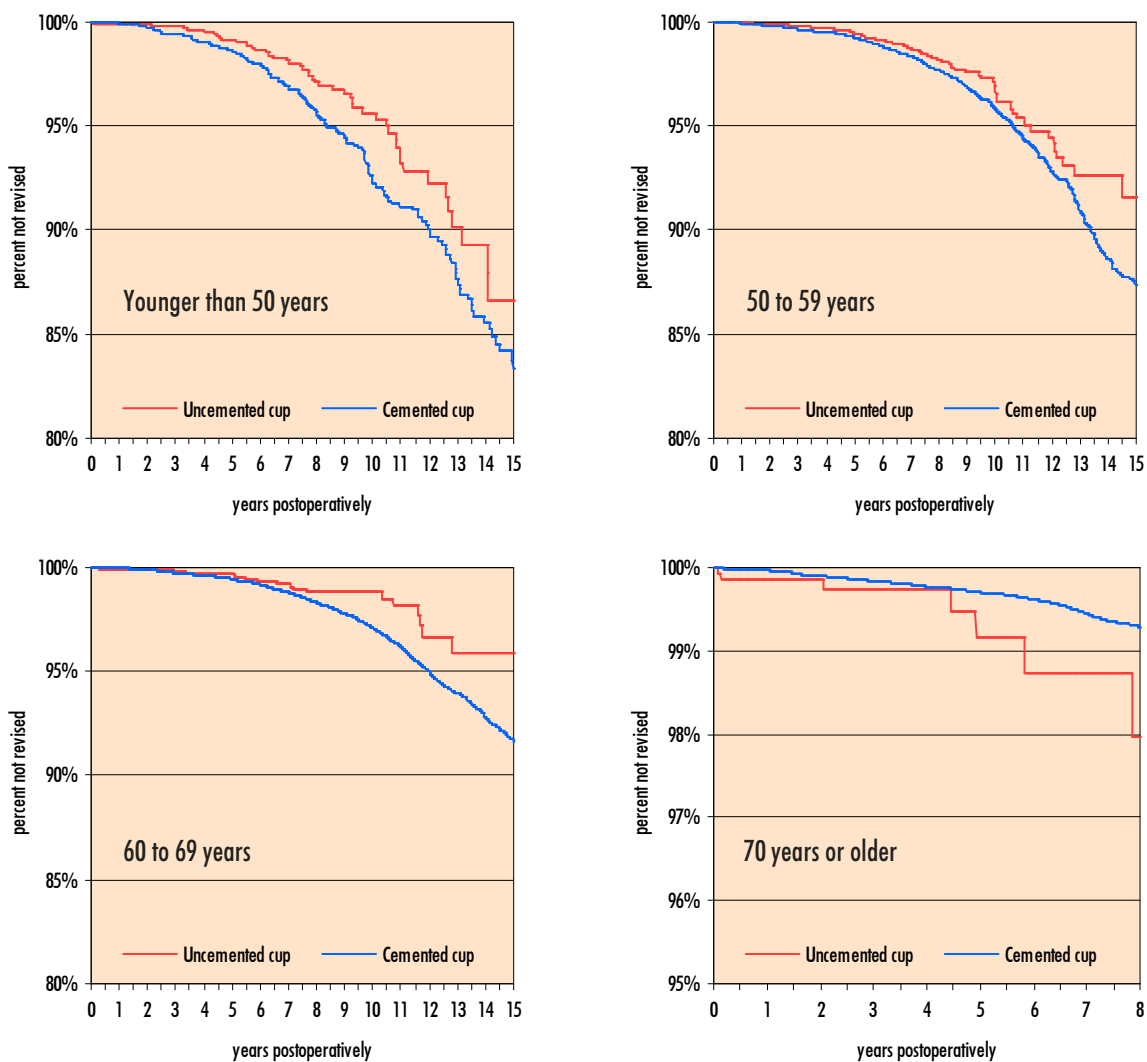 100%
95%
90%
85%
80%
percent not revised
Younger than 50 years
Uncemented cup Cemented cup
0 1 2 3 4 5 6 7 8 9 10 11 12 13 14 15
years postoperatively
100%
95%
90%
85%
80%
percent not revised
50 to 59 years
Uncemented cup Cemented cup
0 1 2 3 4 5 6 7 8 9 10 11 12 13 14 15
years postoperatively
100%
95%
90%
85%
80%
percent not revised
60 to 69 years
Uncemented cup Cemented cup
0 1 2 3 4 5 6 7 8 9 10 11 12 13 14 15
years postoperatively
100%
99%
98%
97%
96%
95%
percent not revised
70 years or older
Uncemented cup Cemented cup
0 1 2 3 4 5 6 7 8
years postoperatively